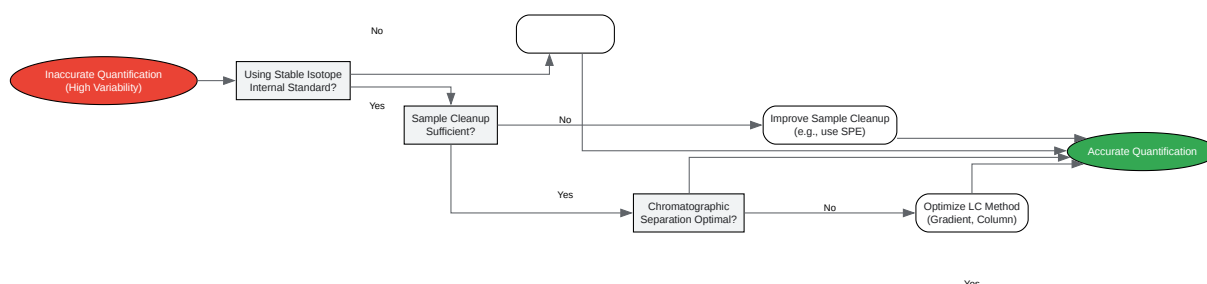 No
Inaccurate Quantification
(High Variability)
Using Stable Isotope
Internal Standard?
Yes
Sample Cleanup
Sufficient?
No
Improve Sample Cleanup
(e.g., use SPE)
Accurate Quantification
Yes
Chromatographic
Separation Optimal?
No
Optimize LC Method
(Gradient, Column)
Yes